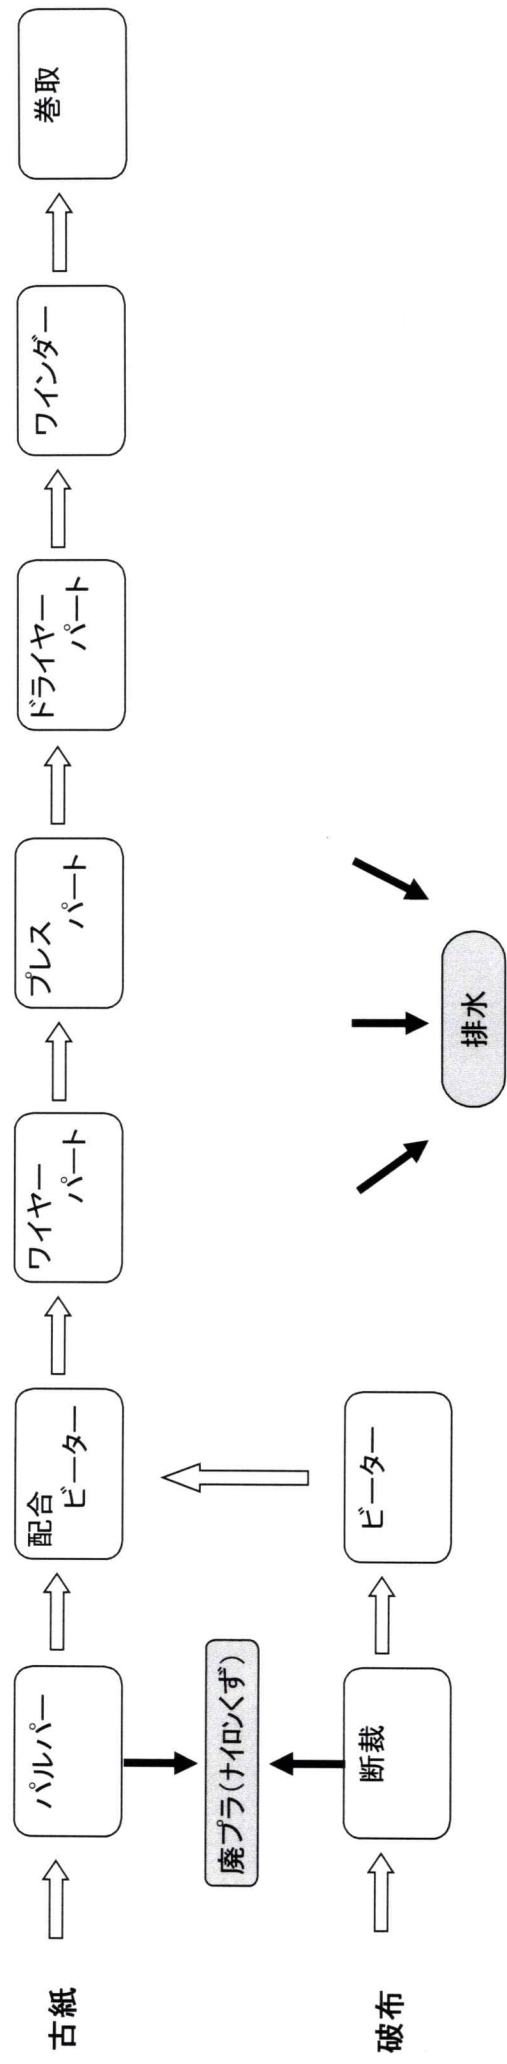 古紙
パルパー
配合
ビーター
ワイヤー
パート
プレス
パート
ドライヤー
パート
ワインダー
巻取
廃プラ（ナイロンくず）
破布
断裁
ビーター
排水